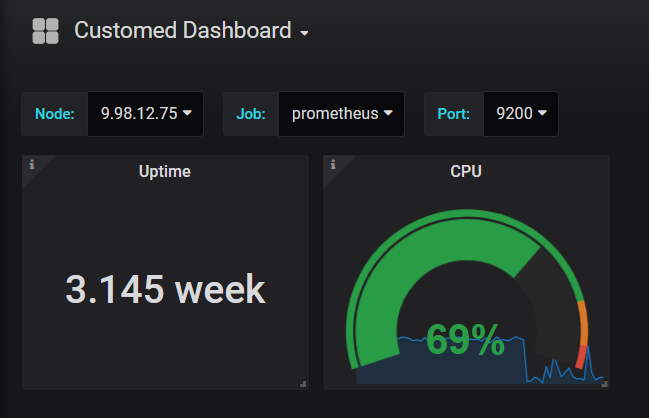 Customed Dashboard
Node: 9.98.12.75 Job: prometheus Port: 9200
i Uptime i CPU
3.145 week
69%